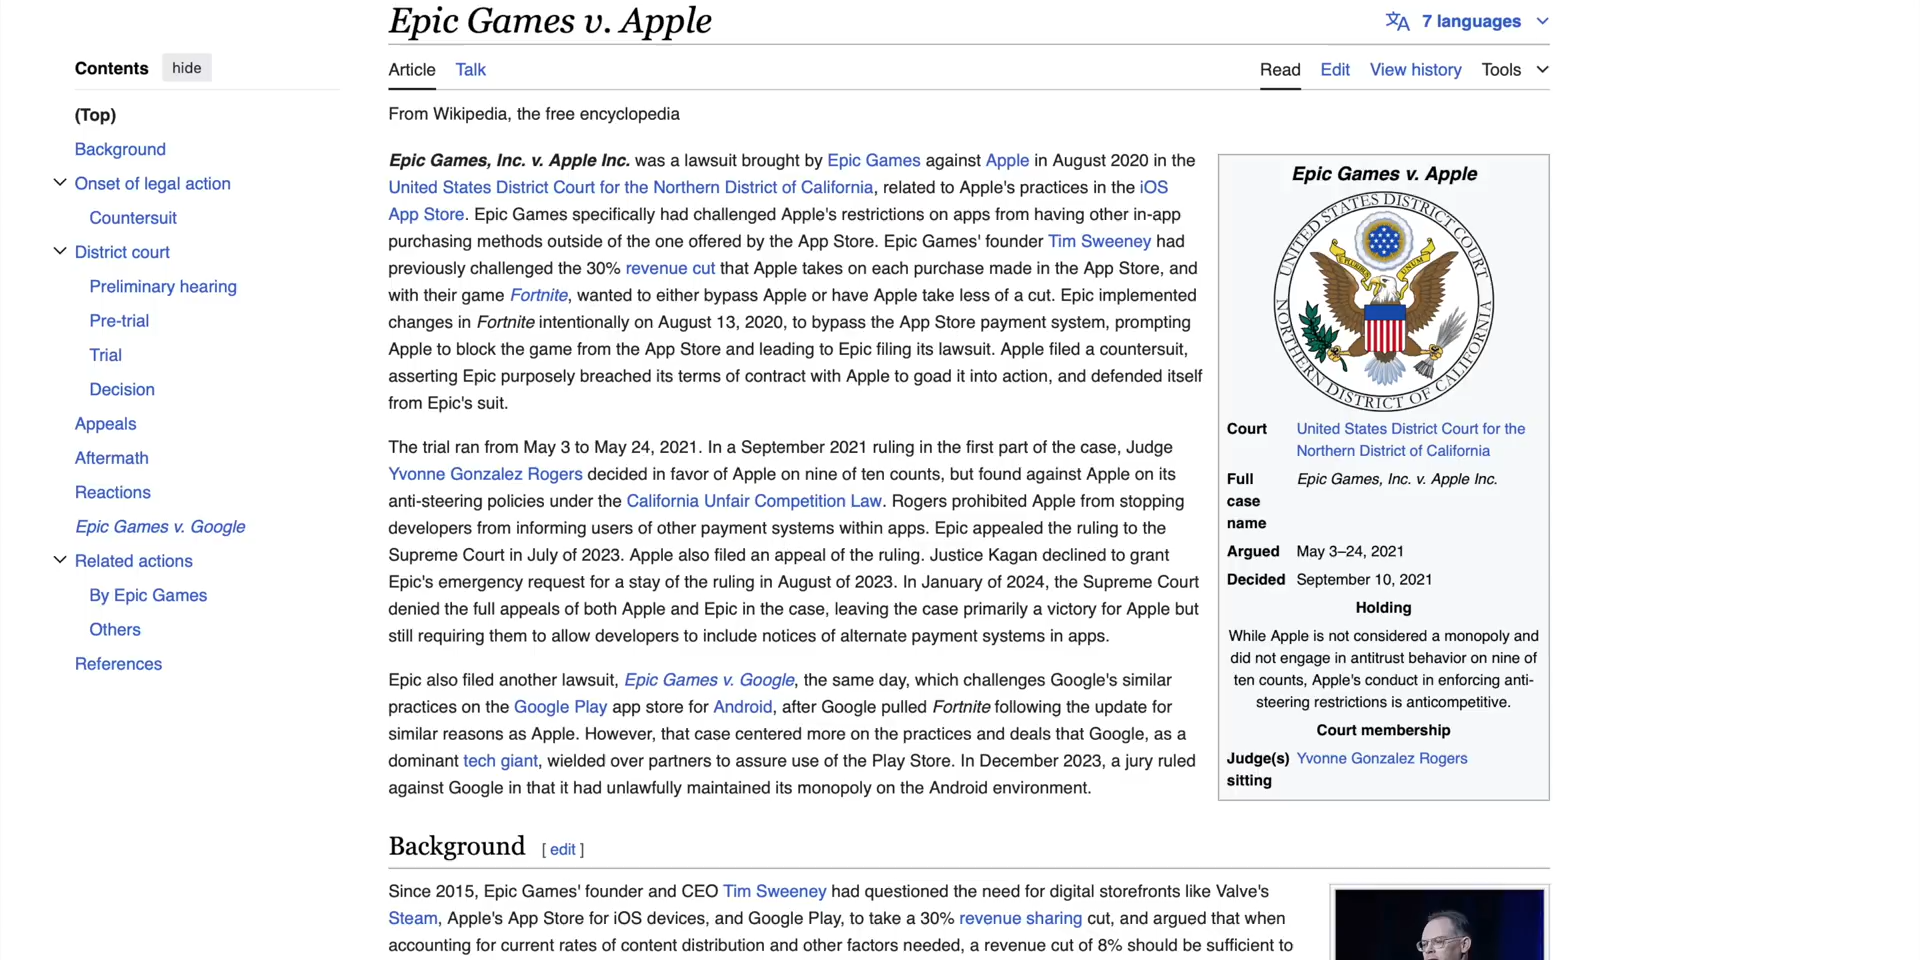 Epic Games v. Apple
7 languages
Contents hide
Article Talk
Read Edit View history Tools
(Top)
Background
Onset of legal action
Countersuit
District court
Preliminary hearing
Pre-trial
Trial
Decision
Appeals
Aftermath
Reactions
Epic Games v. Google
Related actions
By Epic Games
Others
References
From Wikipedia, the free encyclopedia
Epic Games, Inc. v. Apple Inc. was a lawsuit brought by Epic Games against Apple in August 2020 in the
United States District Court for the Northern District of California, related to Apple's practices in the iOS
App Store. Epic Games specifically had challenged Apple's restrictions on apps from having other in-app
purchasing methods outside of the one offered by the App Store. Epic Games' founder Tim Sweeney had
previously challenged the 30% revenue cut that Apple takes on each purchase made in the App Store, and
with their game Fortnite, wanted to either bypass Apple or have Apple take less of a cut. Epic implemented
changes in Fortnite intentionally on August 13, 2020, to bypass the App Store payment system, prompting
Apple to block the game from the App Store and leading to Epic filing its lawsuit. Apple filed a countersuit,
asserting Epic purposely breached its terms of contract with Apple to goad it into action, and defended itself
from Epic's suit.
The trial ran from May 3 to May 24, 2021. In a September 2021 ruling in the first part of the case, Judge
Yvonne Gonzalez Rogers decided in favor of Apple on nine of ten counts, but found against Apple on its
anti-steering policies under the California Unfair Competition Law. Rogers prohibited Apple from stopping
developers from informing users of other payment systems within apps. Epic appealed the ruling to the
Supreme Court in July of 2023. Apple also filed an appeal of the ruling. Justice Kagan declined to grant
Epic's emergency request for a stay of the ruling in August of 2023. In January of 2024, the Supreme Court
denied the full appeals of both Apple and Epic in the case, leaving the case primarily a victory for Apple but
still requiring them to allow developers to include notices of alternate payment systems in apps.
Epic also filed another lawsuit, Epic Games v. Google, the same day, which challenges Google's similar
practices on the Google Play app store for Android, after Google pulled Fortnite following the update for
similar reasons as Apple. However, that case centered more on the practices and deals that Google, as a
dominant tech giant, wielded over partners to assure use of the Play Store. In December 2023, a jury ruled
against Google in that it had unlawfully maintained its monopoly on the Android environment.
Epic Games v. Apple
UNITED STATES DISTRICT COURT
E PLURIBUS UNUM
NORTHERN DISTRICT OF CALIFORNIA
Court United States District Court for the
Northern District of California
Full Epic Games, Inc. v. Apple Inc.
case
name
Argued May 3–24, 2021
Decided September 10, 2021
Holding
While Apple is not considered a monopoly and
did not engage in antitrust behavior on nine of
ten counts, Apple's conduct in enforcing anti-
steering restrictions is anticompetitive.
Court membership
Judge(s) Yvonne Gonzalez Rogers
sitting
Background [ edit ]
Since 2015, Epic Games' founder and CEO Tim Sweeney had questioned the need for digital storefronts like Valve's
Steam, Apple's App Store for iOS devices, and Google Play, to take a 30% revenue sharing cut, and argued that when
accounting for current rates of content distribution and other factors needed, a revenue cut of 8% should be sufficient to